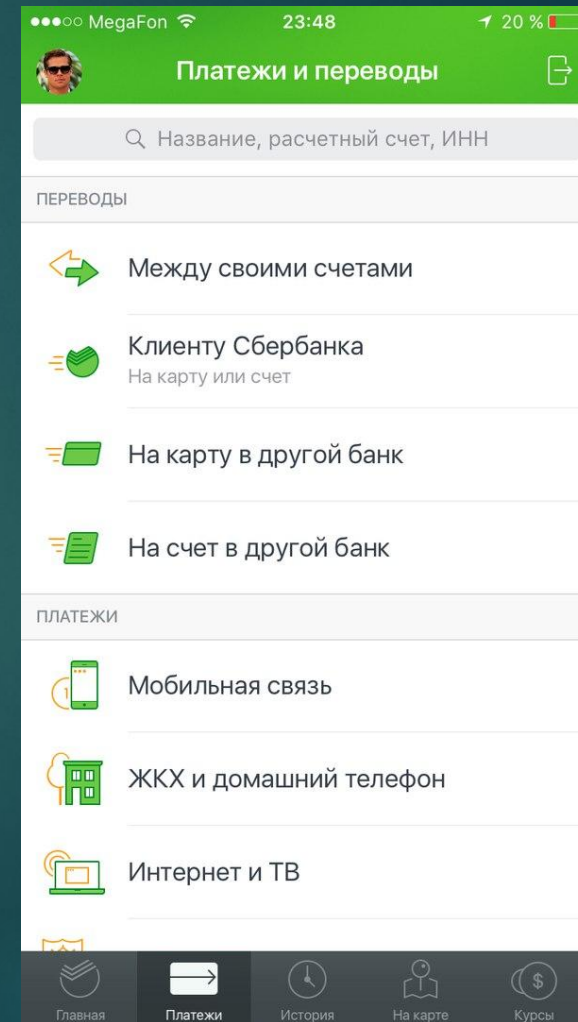 ●●●○○ MegaFon 23:48 20 %
Платежи и переводы
Название, расчетный счет, ИНН
ПЕРЕВОДЫ
Между своими счетами
Клиенту Сбербанка
На карту или счет
На карту в другой банк
На счет в другой банк
ПЛАТЕЖИ
1
Мобильная связь
ЖКХ и домашний телефон
Интернет и ТВ
$
Главная Платежи История На карте Курсы